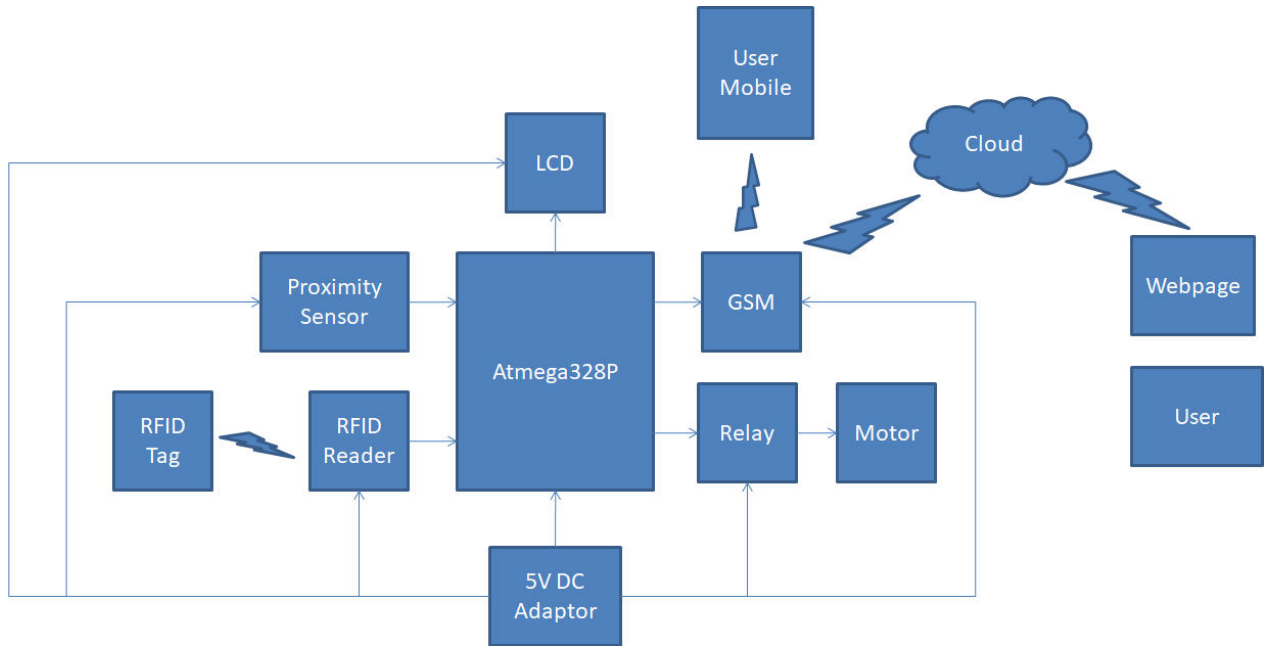 User
Mobile
Cloud
LCD
Proximity
Sensor
GSM
Webpage
Atmega328P
RFID
Tag
RFID
Reader
Relay
Motor
User
5V DC
Adaptor